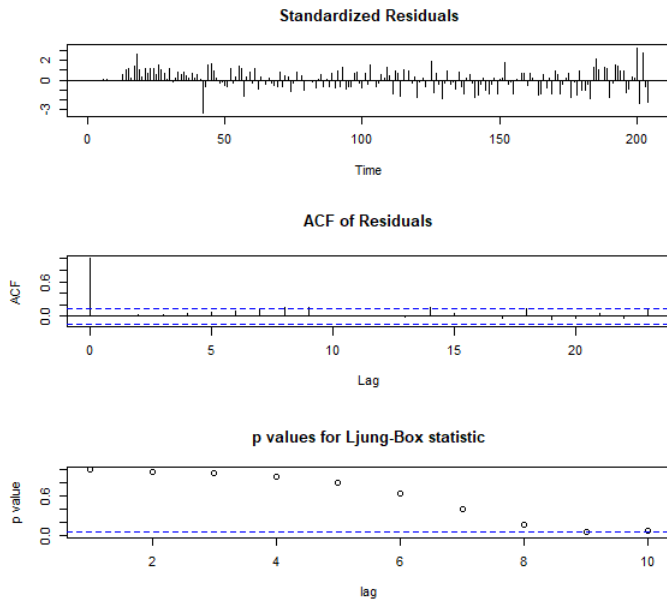 Standardized Residuals
2
0
-3
0 50 100 150 200
Time
ACF of Residuals
ACF
0.6
0.0
0 5 10 15 20
Lag
p values for Ljung-Box statistic
p value
0.6
0.0
2 4 6 8 10
lag